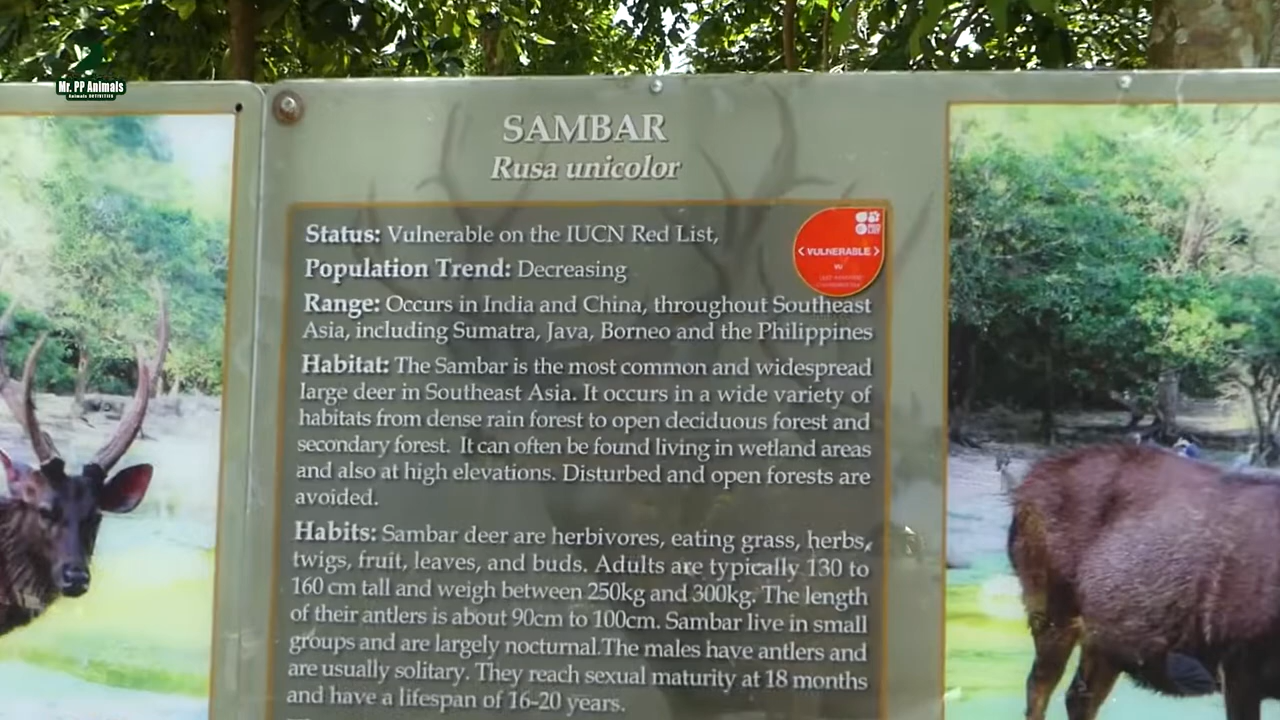 Mr. PP Animals
Animals ACTIVITIES
SAMBAR
Rusa unicolor
Status: Vulnerable on the IUCN Red List,
Population Trend: Decreasing
RED
LIST
< VULNERABLE >
VU
Range: Occurs in India and China, throughout Southeast
Asia, including Sumatra, Java, Borneo and the Philippines
Habitat: The Sambar is the most common and widespread
large deer in Southeast Asia. It occurs in a wide variety of
habitats from dense rain forest to open deciduous forest and
secondary forest. It can often be found living in wetland areas
and also at high elevations. Disturbed and open forests are
avoided.
Habits: Sambar deer are herbivores, eating grass, herbs,
twigs, fruit, leaves, and buds. Adults are typically 130 to
160 cm tall and weigh between 250kg and 300kg. The length
of their antlers is about 90cm to 100cm. Sambar live in small
groups and are largely nocturnal.The males have antlers and
are usually solitary. They reach sexual maturity at 18 months
and have a lifespan of 16-20 years.